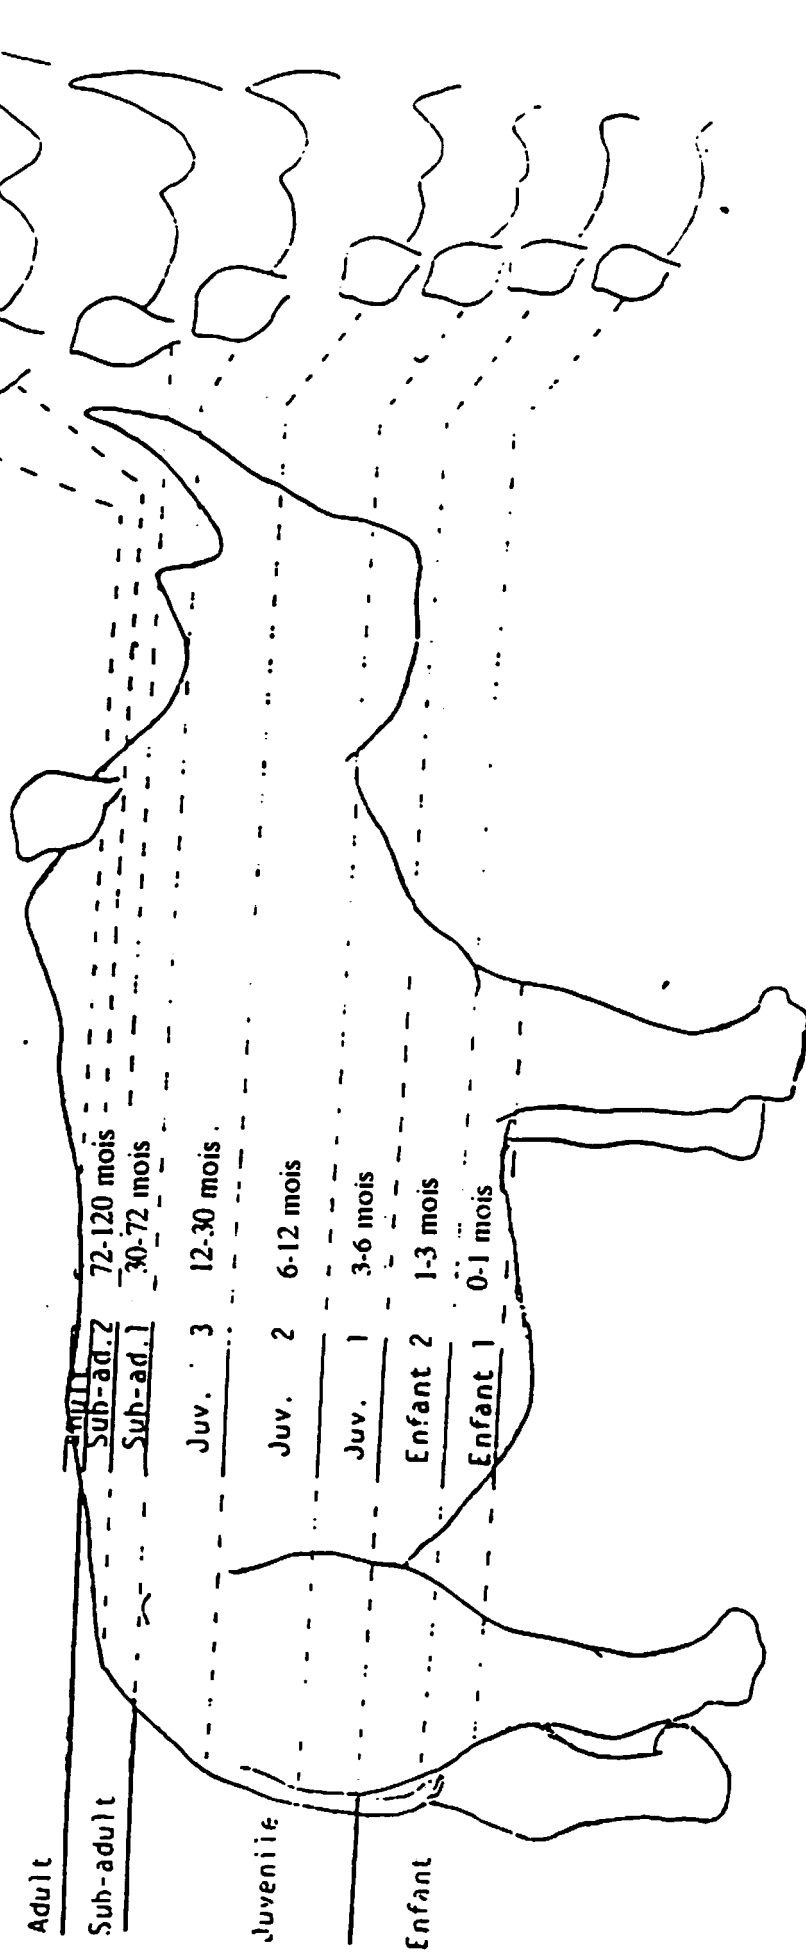 Adult
Sub-adult
Juvenile
Enfant
Adult
Sub-ad.2 72-120 mois
Sub-ad.1 30-72 mois
Juv. 3 12-30 mois
Juv. 2 6-12 mois
Juv. 1 3-6 mois
Enfant 2 1-3 mois
Enfant 1 0-1 mois